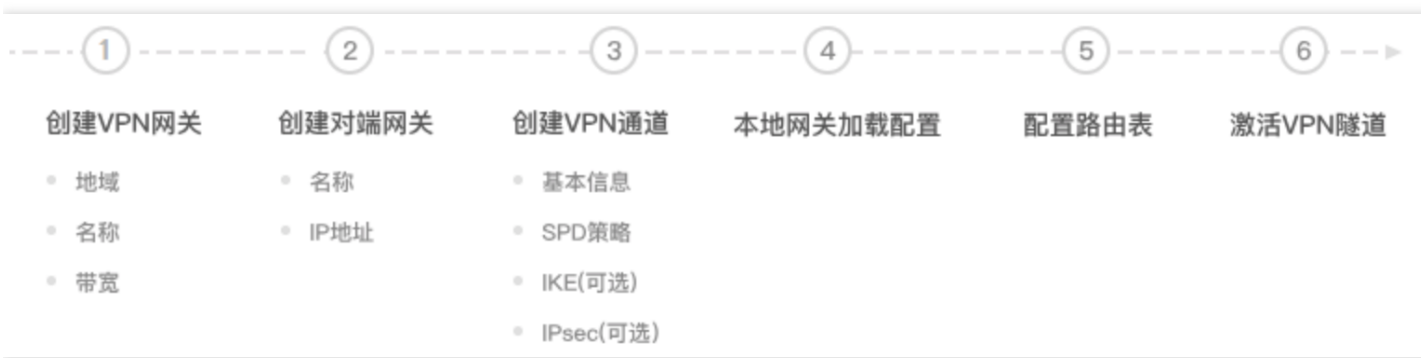 1 2 3 4 5 6
创建VPN网关 创建对端网关 创建VPN通道 本地网关加载配置 配置路由表 激活VPN隧道
地域 名称 基本信息
名称 IP地址 SPD策略
带宽 IKE(可选)
IPsec(可选)